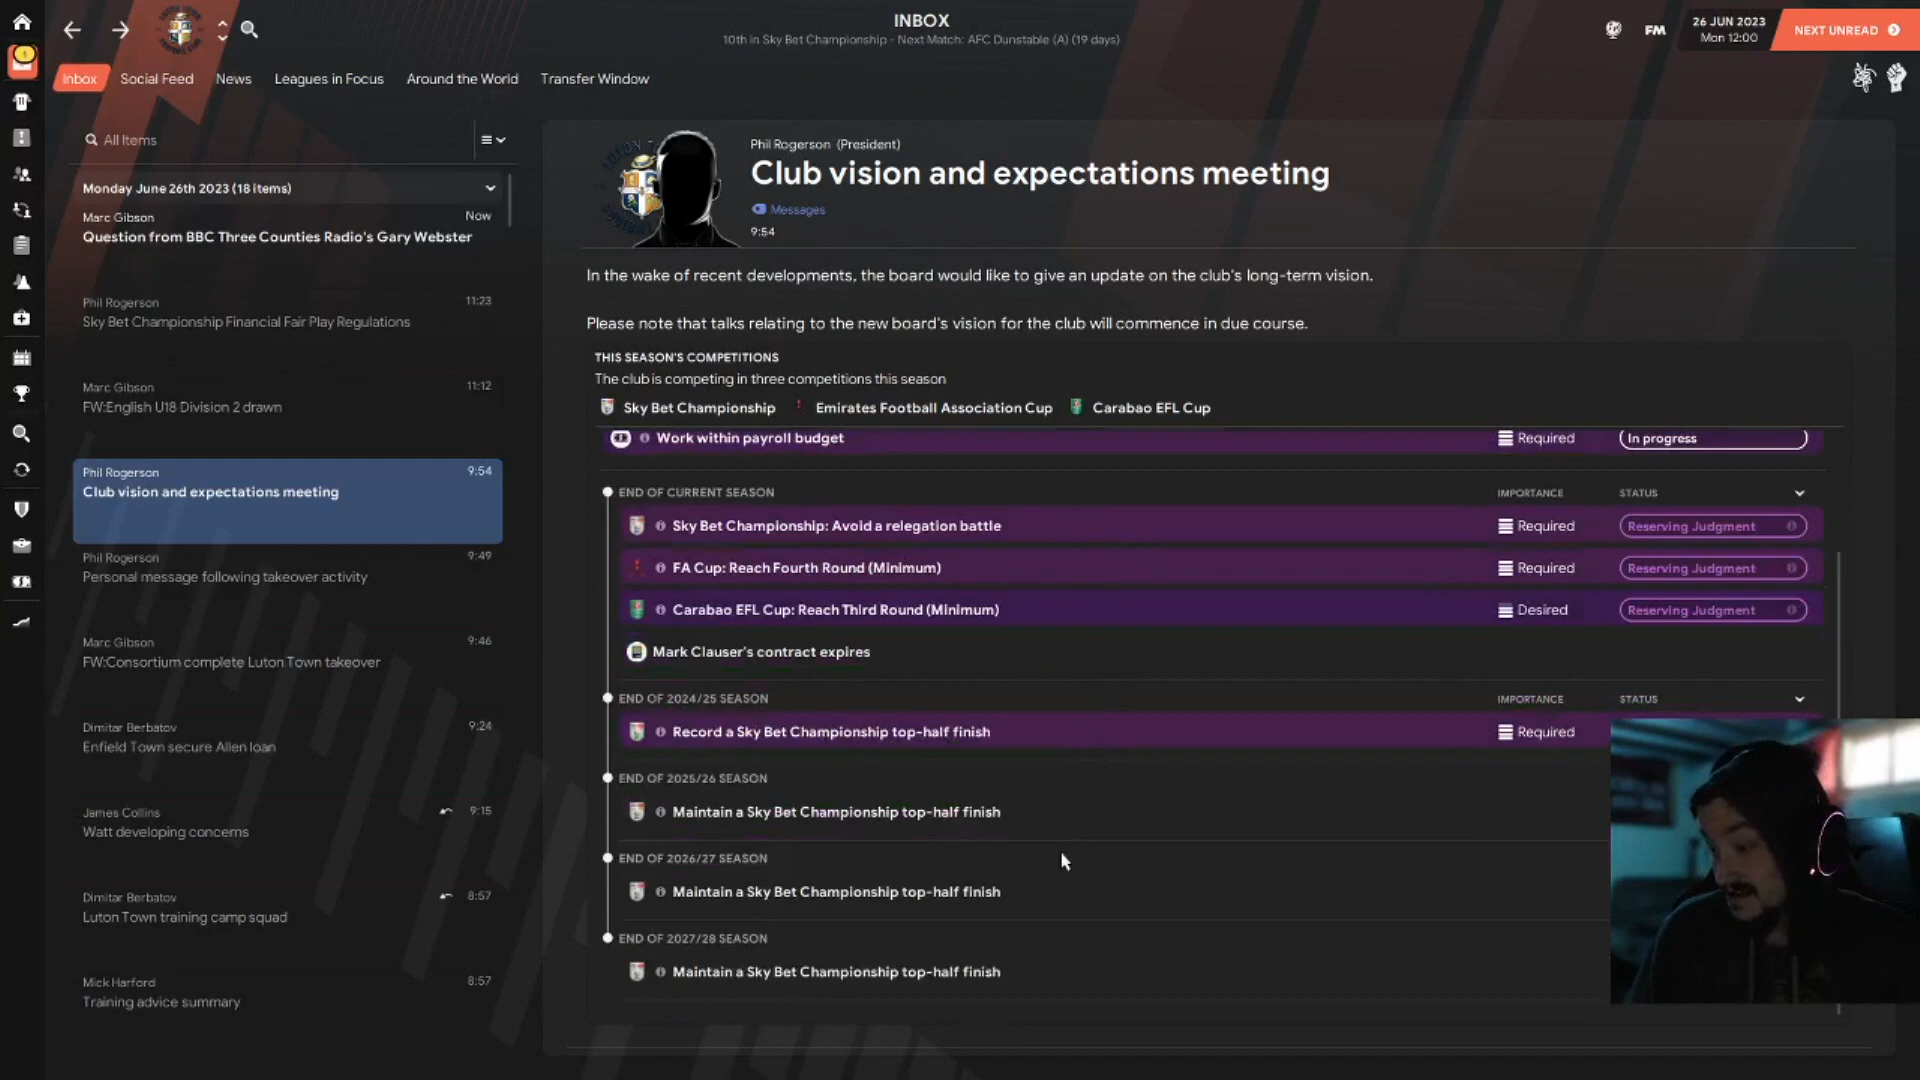 INBOX
10th in Sky Bet Championship - Next Match: AFC Dunstable (A) (19 days)
FM
26 JUN 2023
Mon 12:00
NEXT UNREAD
Inbox
Social Feed
News
Leagues in Focus
Around the World
Transfer Window
All Items
Monday June 26th 2023 (18 items)
Marc Gibson
Now
Question from BBC Three Counties Radio's Gary Webster
Phil Rogerson
11:23
Sky Bet Championship Financial Fair Play Regulations
Marc Gibson
11:12
FW:English U18 Division 2 drawn
Phil Rogerson
9:54
Club vision and expectations meeting
Phil Rogerson
9:49
Personal message following takeover activity
Marc Gibson
9:46
FW:Consortium complete Luton Town takeover
Dimitar Berbatov
9:24
Enfield Town secure Allen loan
James Collins
9:15
Watt developing concerns
Dimitar Berbatov
8:57
Luton Town training camp squad
Mick Harford
8:57
Training advice summary
Phil Rogerson (President)
Club vision and expectations meeting
Messages
9:54
In the wake of recent developments, the board would like to give an update on the club's long-term vision.
Please note that talks relating to the new board's vision for the club will commence in due course.
THIS SEASON'S COMPETITIONS
The club is competing in three competitions this season
Sky Bet Championship
Emirates Football Association Cup
Carabao EFL Cup
Work within payroll budget
Required
In progress
END OF CURRENT SEASON
IMPORTANCE
STATUS
Sky Bet Championship: Avoid a relegation battle
Required
Reserving Judgment
FA Cup: Reach Fourth Round (Minimum)
Required
Reserving Judgment
Carabao EFL Cup: Reach Third Round (Minimum)
Desired
Reserving Judgment
Mark Clauser's contract expires
END OF 2024/25 SEASON
IMPORTANCE
STATUS
Record a Sky Bet Championship top-half finish
Required
END OF 2025/26 SEASON
Maintain a Sky Bet Championship top-half finish
END OF 2026/27 SEASON
Maintain a Sky Bet Championship top-half finish
END OF 2027/28 SEASON
Maintain a Sky Bet Championship top-half finish